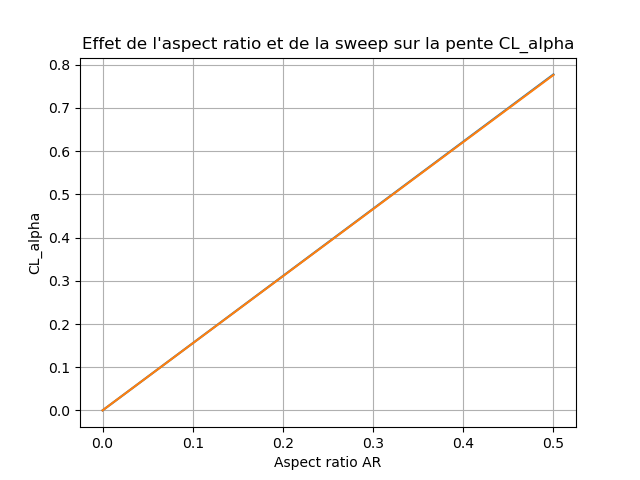 Effet de l'aspect ratio et de la sweep sur la pente CL_alpha
0.8
0.7
0.6
0.5
0.4
0.3
0.2
0.1
0.0
CL_alpha
0.0 0.1 0.2 0.3 0.4 0.5
Aspect ratio AR